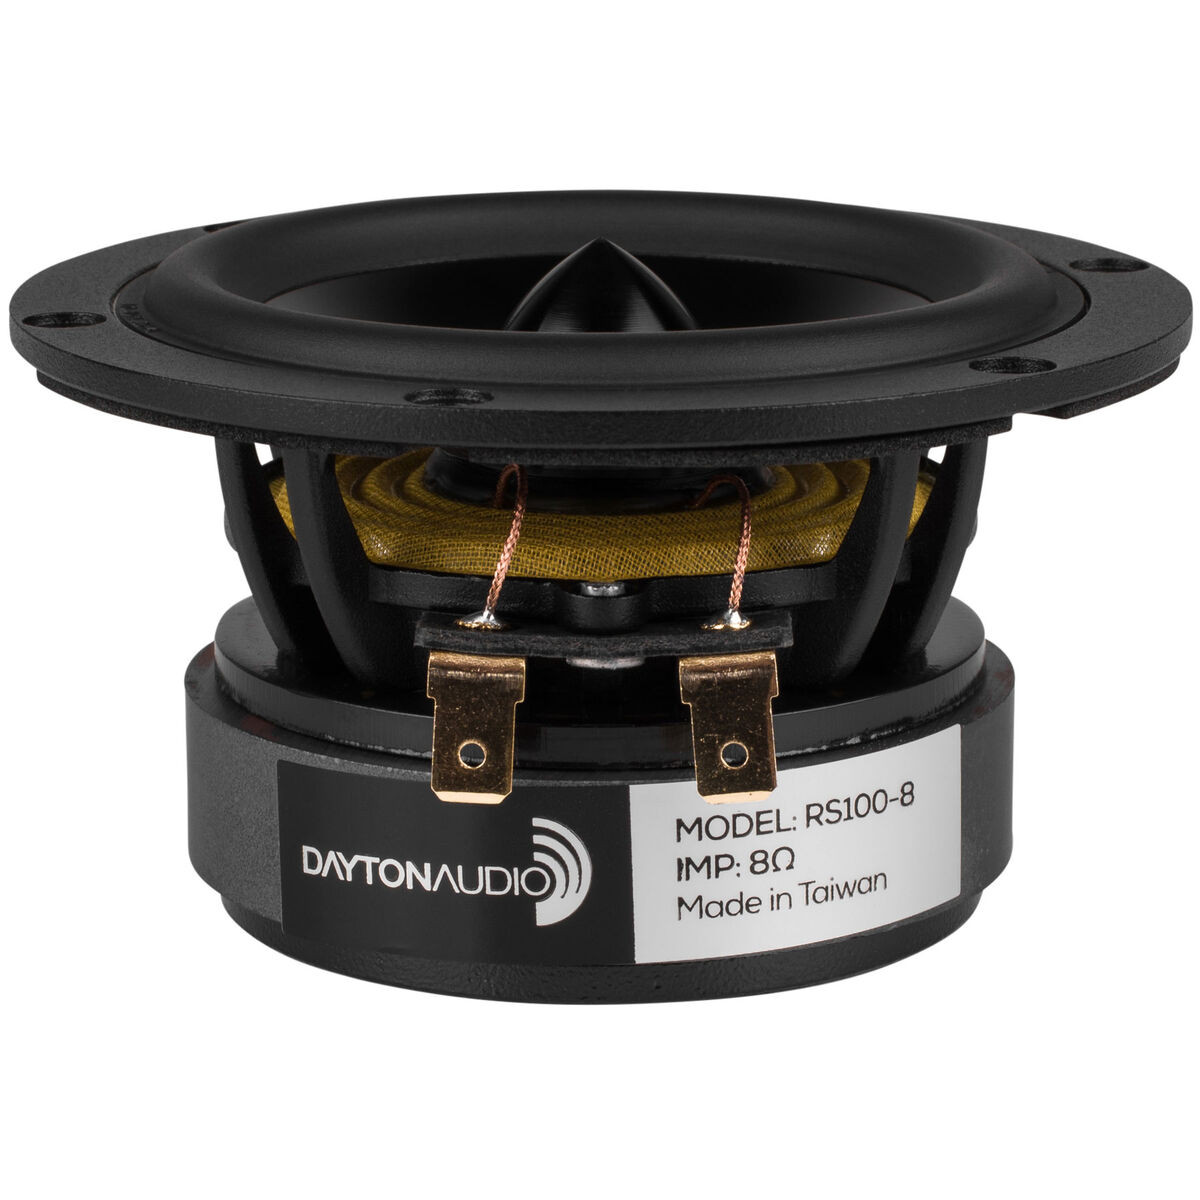 DAYTONAUDIO
MODEL: RS100-8
IMP: 8Ω
Made in Taiwan